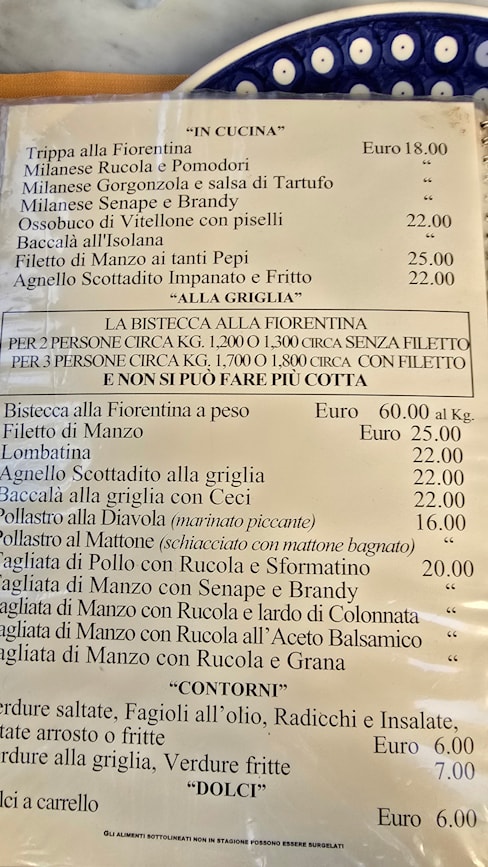 “IN CUCINA”
Trippa alla Fiorentina Euro 18.00
Milanese Rucola e Pomodori “
Milanese Gorgonzola e salsa di Tartufo “
Milanese Senape e Brandy “
Ossobuco di Vitellone con piselli 22.00
Baccalà all'Isolana “
Filetto di Manzo ai tanti Pepi 25.00
Agnello Scottadito Impanato e Fritto 22.00
“ALLA GRIGLIA”
LA BISTECCA ALLA FIORENTINA
PER 2 PERSONE CIRCA KG. 1,200 O 1,300 CIRCA SENZA FILETTO
PER 3 PERSONE CIRCA KG. 1,700 O 1,800 CIRCA CON FILETTO
E NON SI PUÒ FARE PIÙ COTTA
Bistecca alla Fiorentina a peso Euro 60.00 al Kg.
Filetto di Manzo Euro 25.00
Lombatina 22.00
Agnello Scottadito alla griglia 22.00
Baccalà alla griglia con Ceci 22.00
Pollastro alla Diavola (marinato piccante) 16.00
Pollastro al Mattone (schiacciato con mattone bagnato) “
Tagliata di Pollo con Rucola e Sformatino 20.00
Tagliata di Manzo con Senape e Brandy “
agliata di Manzo con Rucola e lardo di Colonnata “
agliata di Manzo con Rucola all’Aceto Balsamico “
agliata di Manzo con Rucola e Grana “
“CONTORNI”
erdure saltate, Fagioli all’olio, Radicchi e Insalate,
tate arrosto o fritte Euro 6.00
rdure alla griglia, Verdure fritte 7.00
“DOLCI”
lci a carrello
Euro 6.00
GLI ALIMENTI SOTTOLINEATI NON IN STAGIONE POSSONO ESSERE SURGELATI